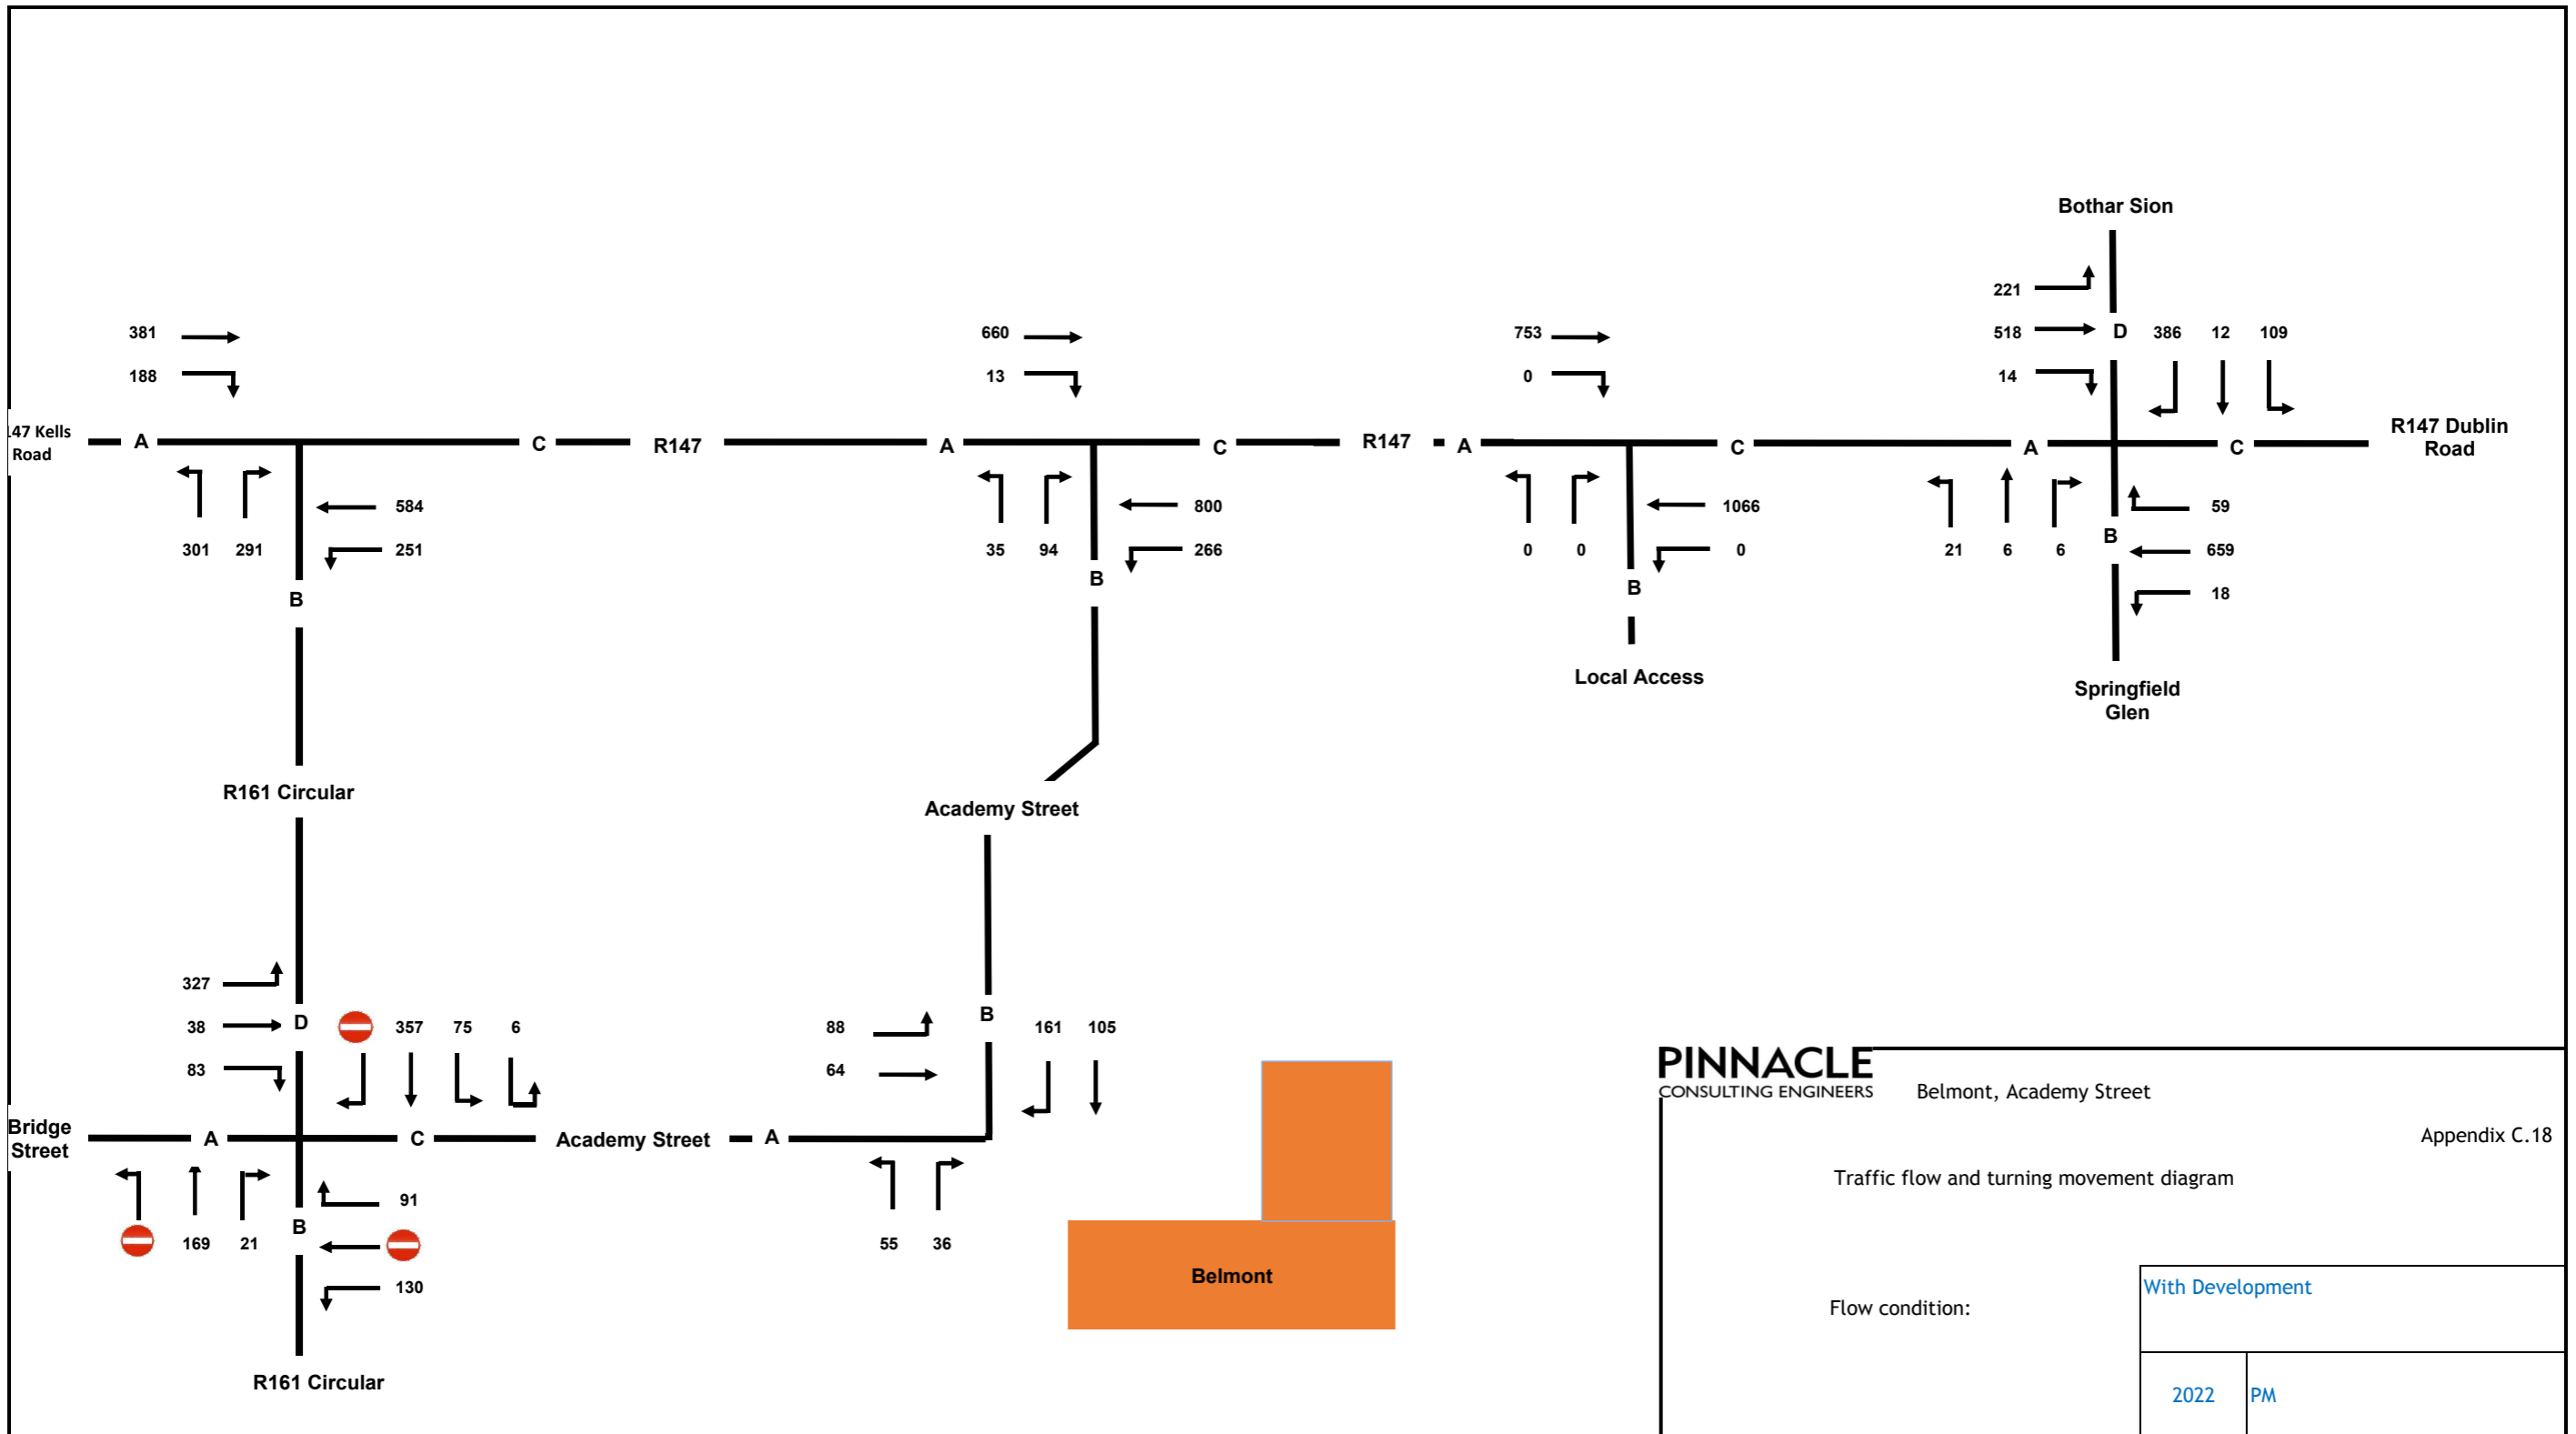 Bothar Sion
221
381
660
753
518
D
386
12
109
188
13
0
14
147 Kells
Road
A
C
R147
A
C
R147
A
C
A
C
R147 Dublin
Road
584
800
1066
59
301
291
251
35
94
266
0
0
0
21
6
6
B
659
B
B
B
18
Local Access
Springfield
Glen
R161 Circular
Academy Street
327
38
D
357
75
6
88
B
161
105
83
64
PINNACLE
CONSULTING ENGINEERS
Belmont, Academy Street
Bridge
Street
A
C
Academy Street
A
Appendix C.18
Traffic flow and turning movement diagram
91
B
169
21
55
36
130
Belmont
With Development
Flow condition:
R161 Circular
2022
PM